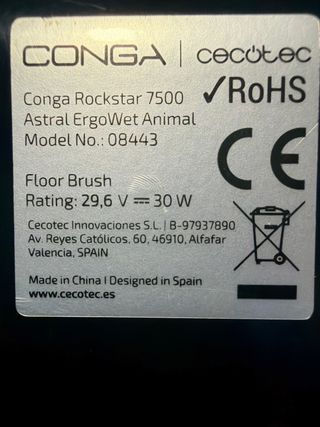 CONGA | cecotec
Conga Rockstar 7500
Astral ErgoWet Animal
Model No.: 08443
✓RoHS
CE
Floor Brush
Rating: 29,6 V ⎓ 30 W
Cecotec Innovaciones S.L. | B-97937890
Av. Reyes Católicos, 60, 46910, Alfafar
Valencia, SPAIN
Made in China I Designed in Spain
www.cecotec.es